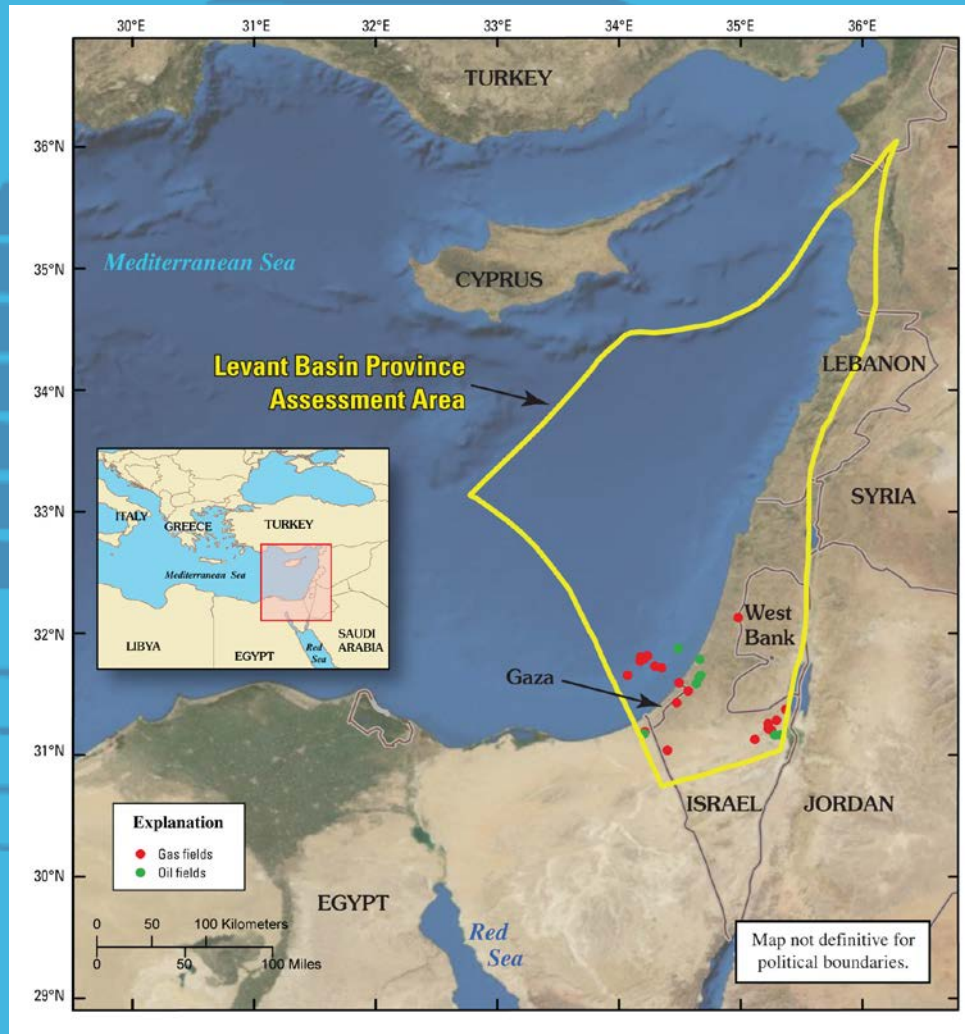 30°E 31°E 32°E 33°E 34°E 35°E 36°E
TURKEY
36°N
35°N
34°N
33°N
32°N
31°N
30°N
29°N
Mediterranean Sea
CYPRUS
Levant Basin Province
Assessment Area
LEBANON
SYRIA
West
Bank
Gaza
ISRAEL
JORDAN
EGYPT
Red
Sea
ITALY
GREECE
TURKEY
Mediterranean Sea
LIBYA
EGYPT
Red
Sea
SAUDI
ARABIA
Explanation
Gas fields
Oil fields
0 50 100 Kilometers
0 50 100 Miles
Map not definitive for
political boundaries.